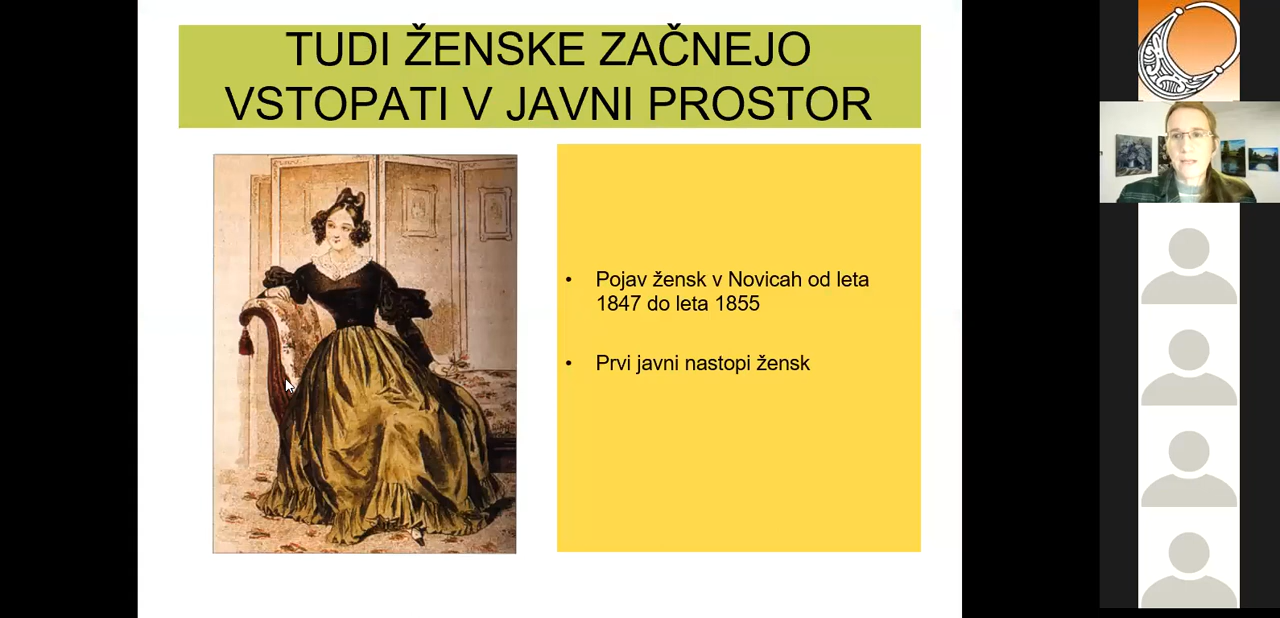 TUDI ŽENSKE ZAČNEJO
VSTOPATI V JAVNI PROSTOR
• Pojav žensk v Novicah od leta
1847 do leta 1855
• Prvi javni nastopi žensk